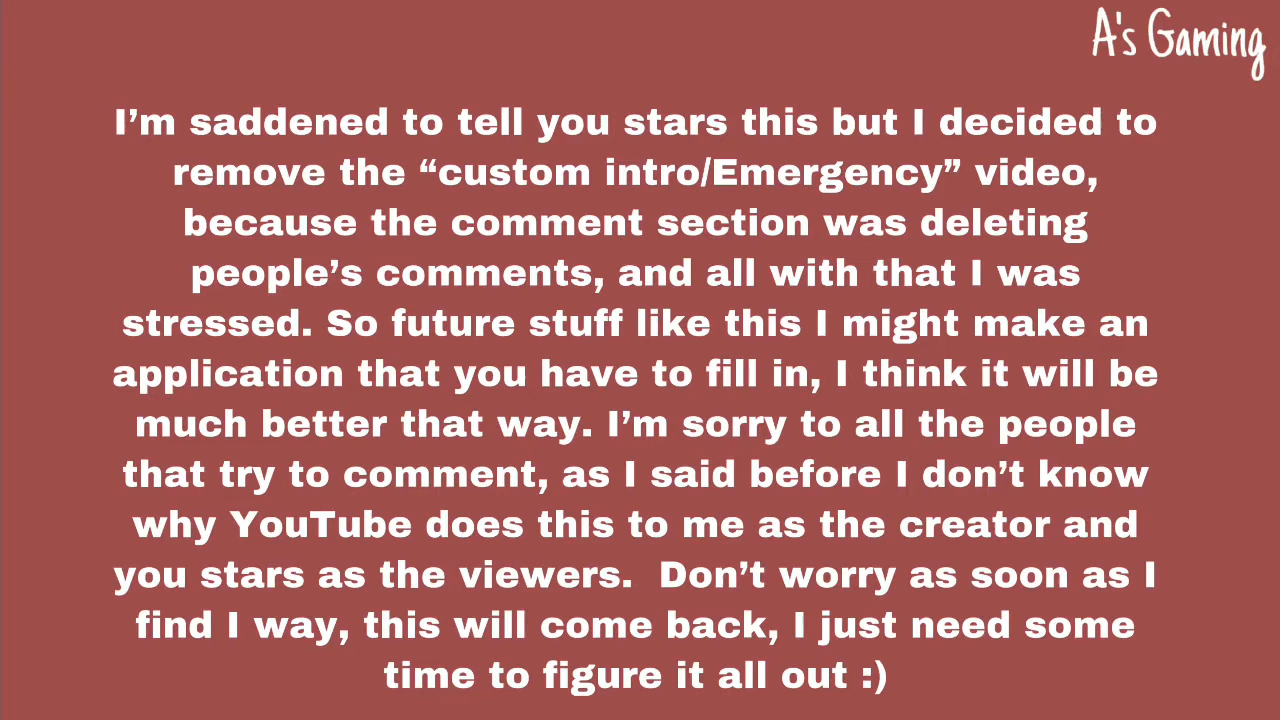 A's Gaming
I’m saddened to tell you stars this but I decided to
remove the “custom intro/Emergency” video,
because the comment section was deleting
people’s comments, and all with that I was
stressed. So future stuff like this I might make an
application that you have to fill in, I think it will be
much better that way. I’m sorry to all the people
that try to comment, as I said before I don’t know
why YouTube does this to me as the creator and
you stars as the viewers.  Don’t worry as soon as I
find I way, this will come back, I just need some
time to figure it all out :)